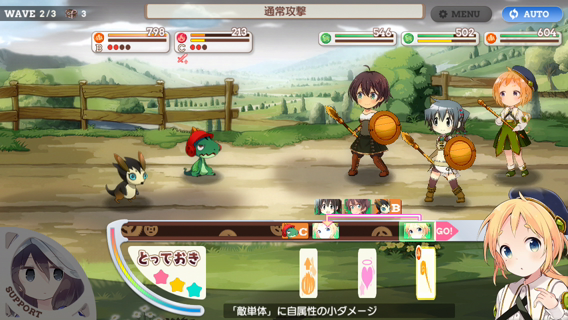 WAVE 2/3 3
通常攻撃
MENU
AUTO
798
B
213
C
546
502
604
B
C
GO!
とっておき
SUPPORT
「敵単体」に自属性の小ダメージ